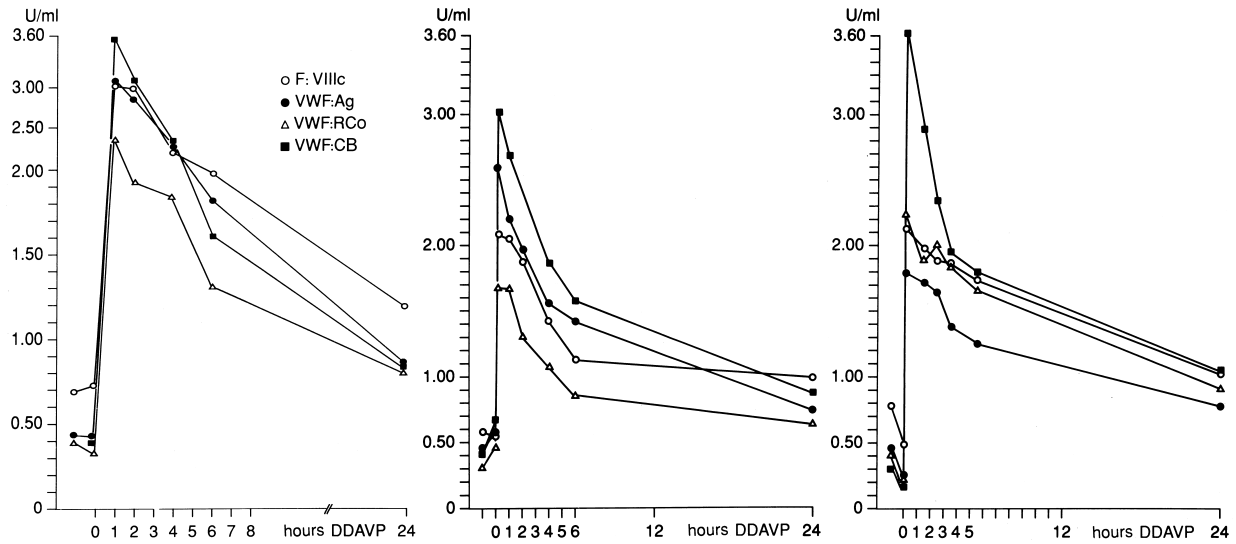 U/ml
3.60
3.00
2.50
2.00
1.50
1.00
0.50
0
0 1 2 3 4 5 6 7 8 hours DDAVP 24
F: VIIIc
VWF:Ag
VWF:RCo
VWF:CB
U/ml
3.60
3.00
2.00
1.00
0.50
0
0 1 2 3 4 5 6 12 hours DDAVP 24
U/ml
3.60
3.00
2.00
1.00
0.50
0
0 1 2 3 4 5 12 hours DDAVP 24